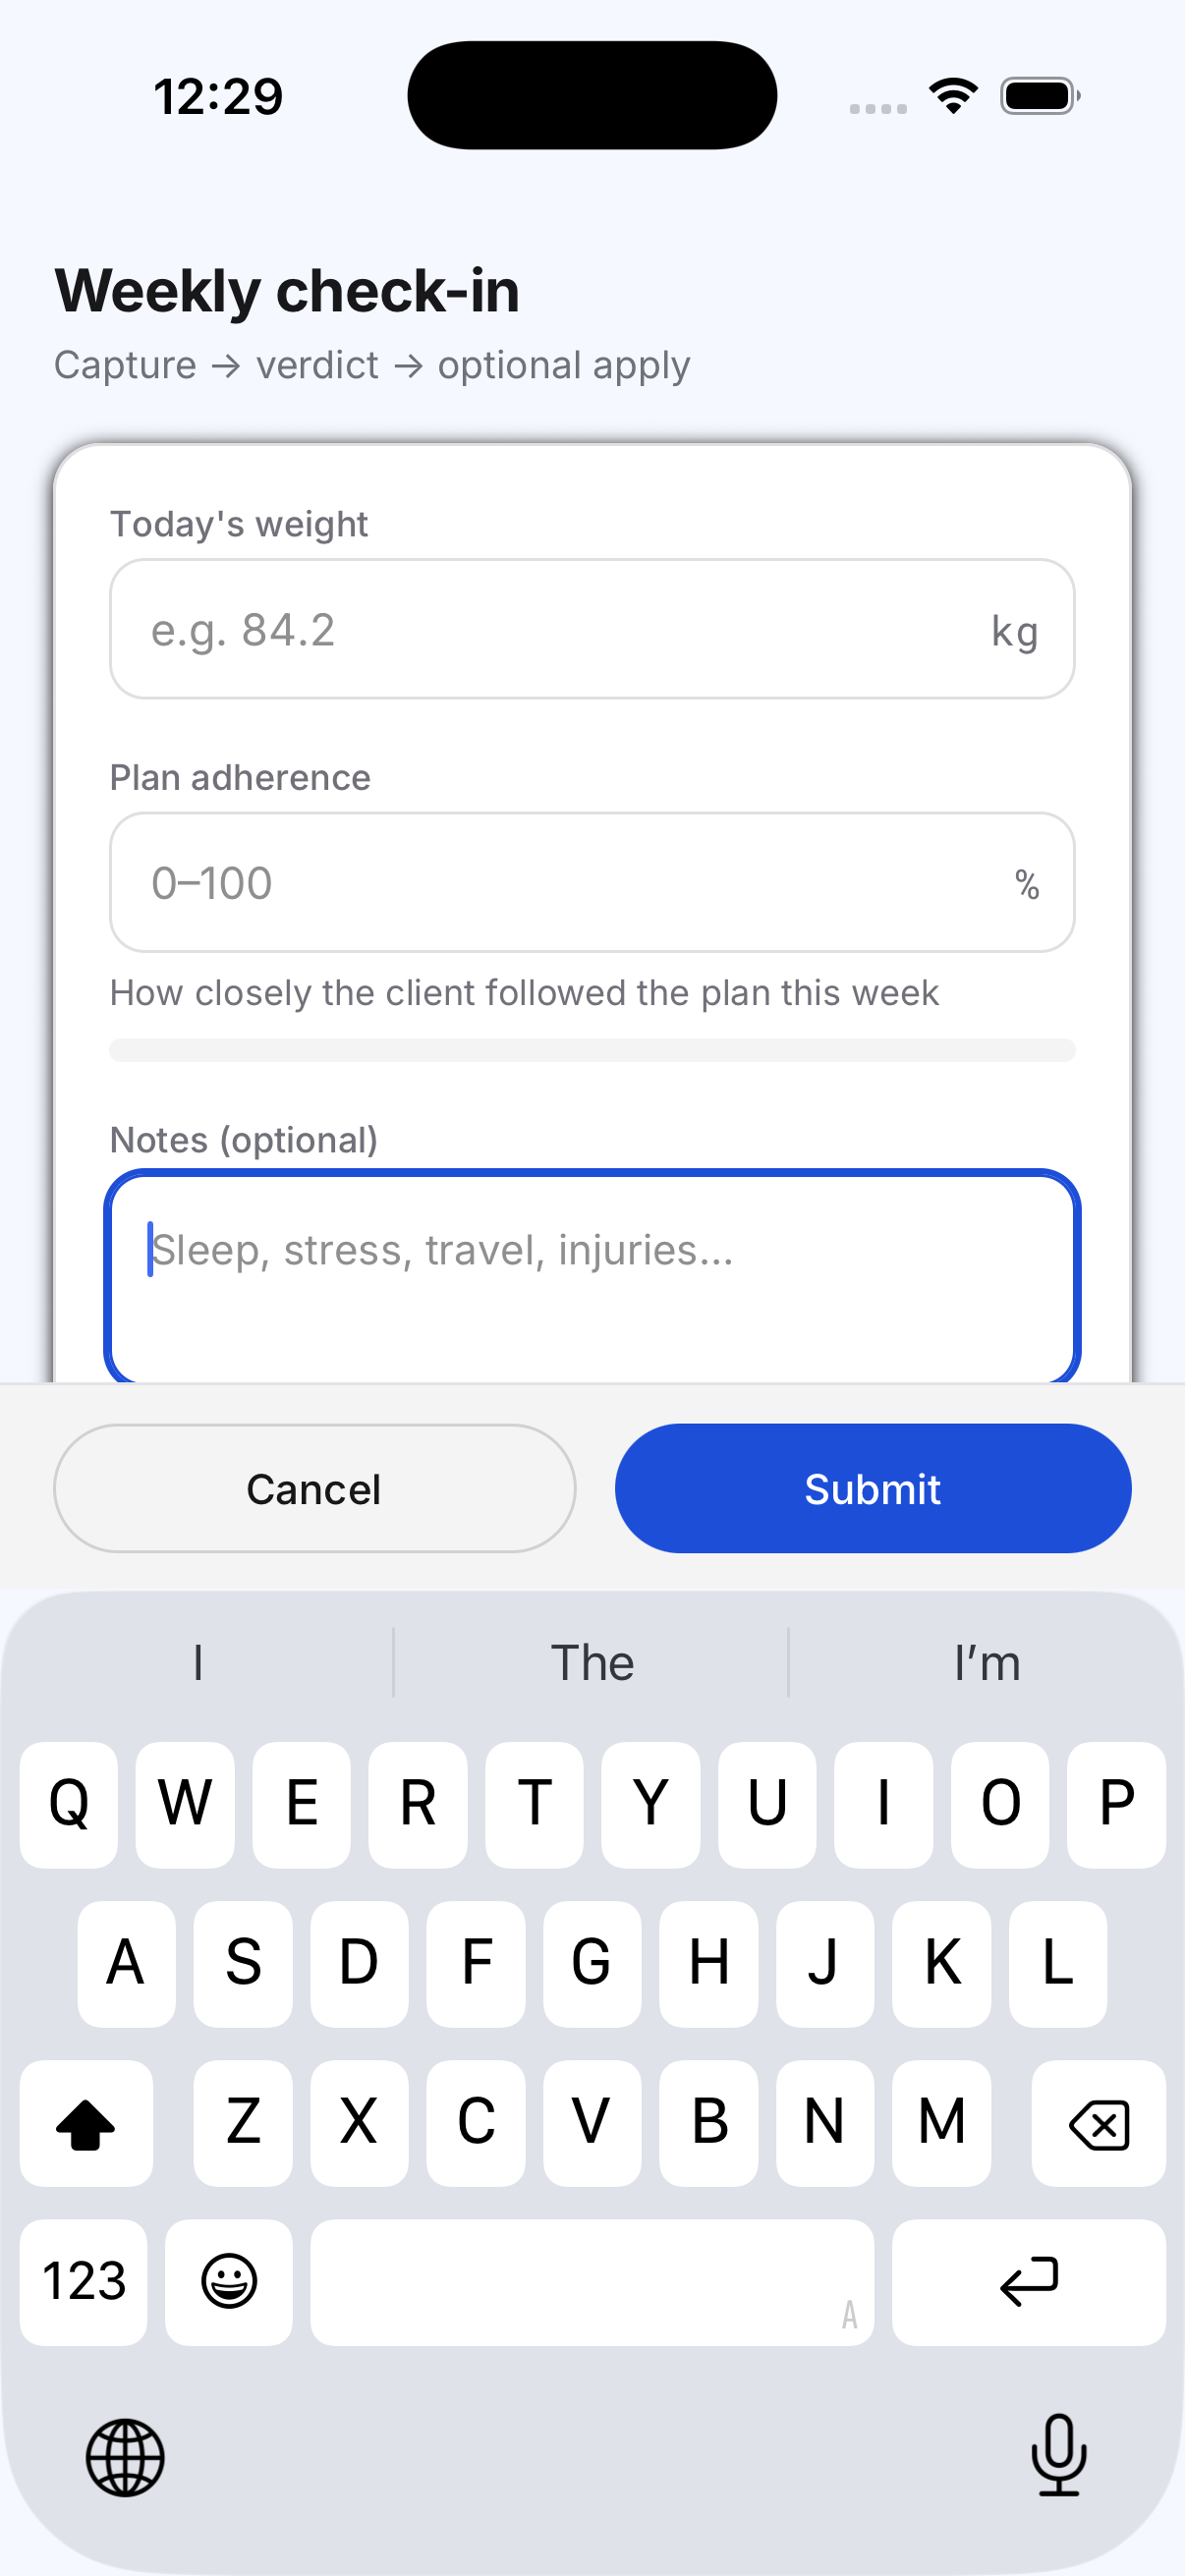 12:29
Weekly check-in
Capture → verdict → optional apply
Today's weight
e.g. 84.2 kg
Plan adherence
0–100 %
How closely the client followed the plan this week
Notes (optional)
Sleep, stress, travel, injuries...
Cancel Submit
I The I’m
Q W E R T Y U I O P
A S D F G H J K L
Z X C V B N M
123 A